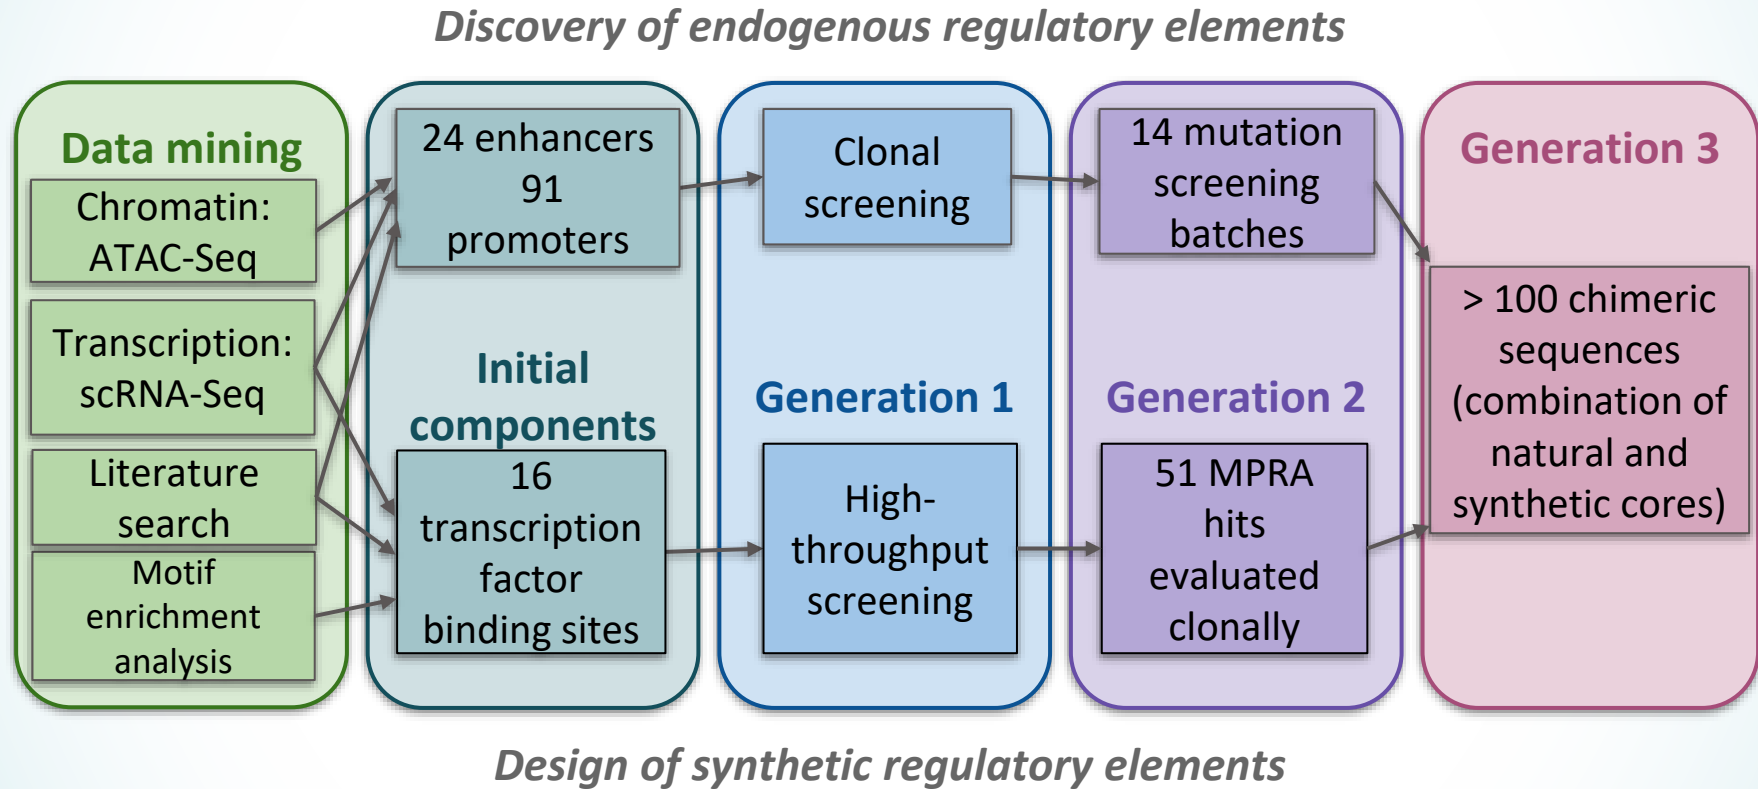 Discovery of endogenous regulatory elements
Data mining
Chromatin:
ATAC-Seq
Transcription:
scRNA-Seq
Literature
search
Motif
enrichment
analysis
24 enhancers
91
promoters
Initial
components
16
transcription
factor
binding sites
Clonal
screening
Generation 1
High-
throughput
screening
14 mutation
screening
batches
Generation 2
51 MPRA
hits
evaluated
clonally
Generation 3
> 100 chimeric
sequences
(combination of
natural and
synthetic cores)
Design of synthetic regulatory elements